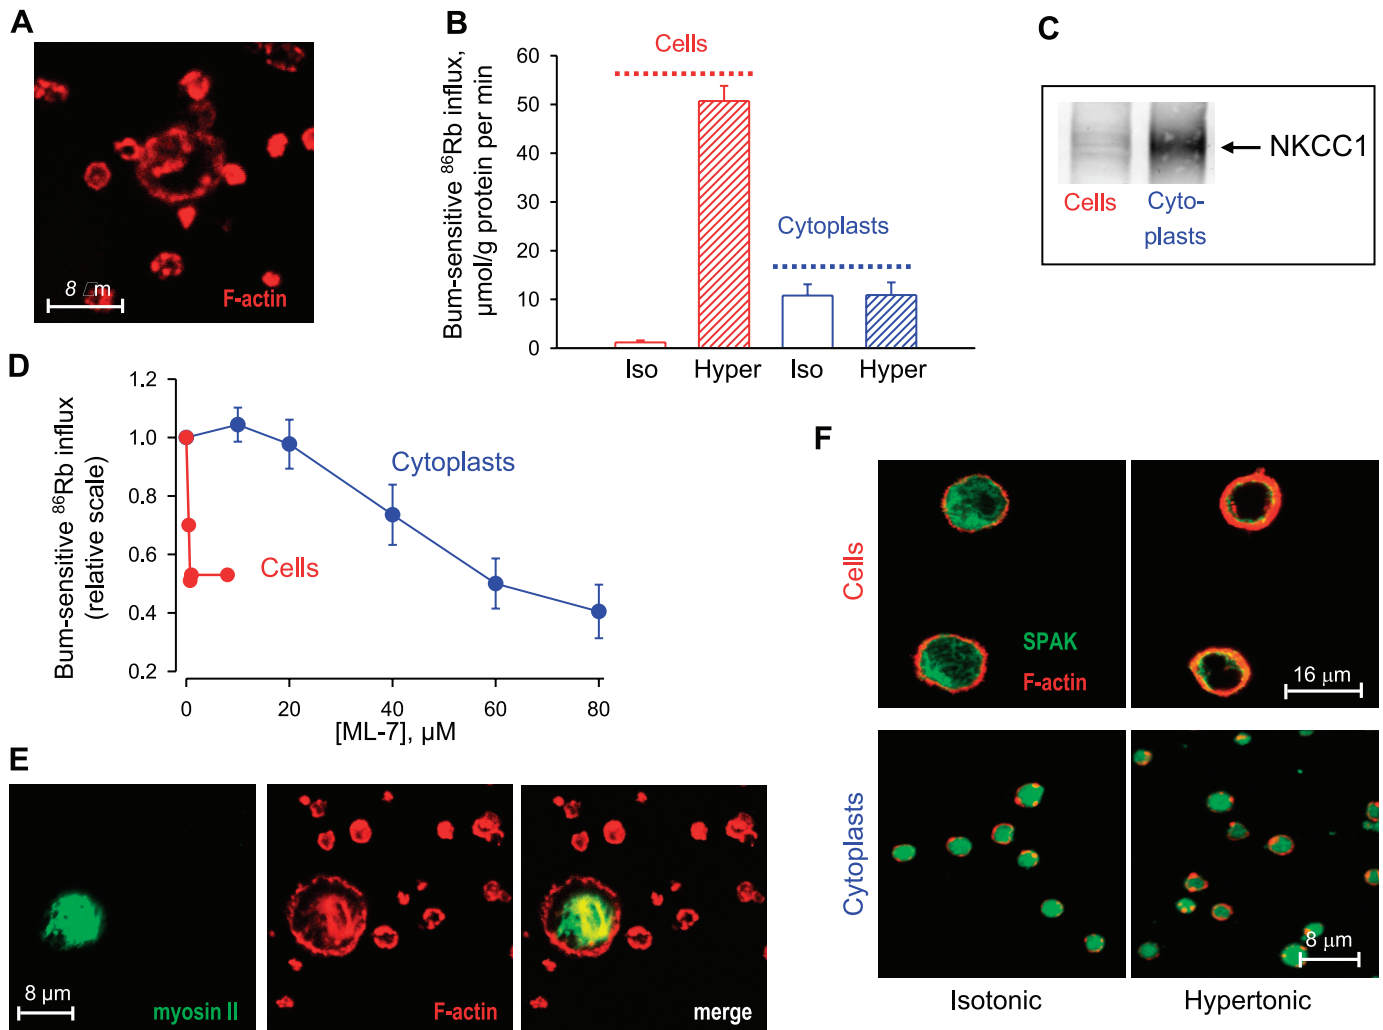 A
8 m
F-actin
B
Bum-sensitive ⁸⁶Rb influx,
µmol/g protein per min
60
50
40
30
20
10
0
Cells
Cytoplasts
Iso Hyper Iso Hyper
C
NKCC1
Cells
Cyto-
plasts
D
Bum-sensitive ⁸⁶Rb influx
(relative scale)
1.2
1.0
0.8
0.6
0.4
0.2
Cytoplasts
Cells
0 20 40 60 80
[ML-7], µM
E
8 µm
myosin II
F-actin
merge
F
Cells
SPAK
F-actin
16 µm
Cytoplasts
8 µm
Isotonic
Hypertonic